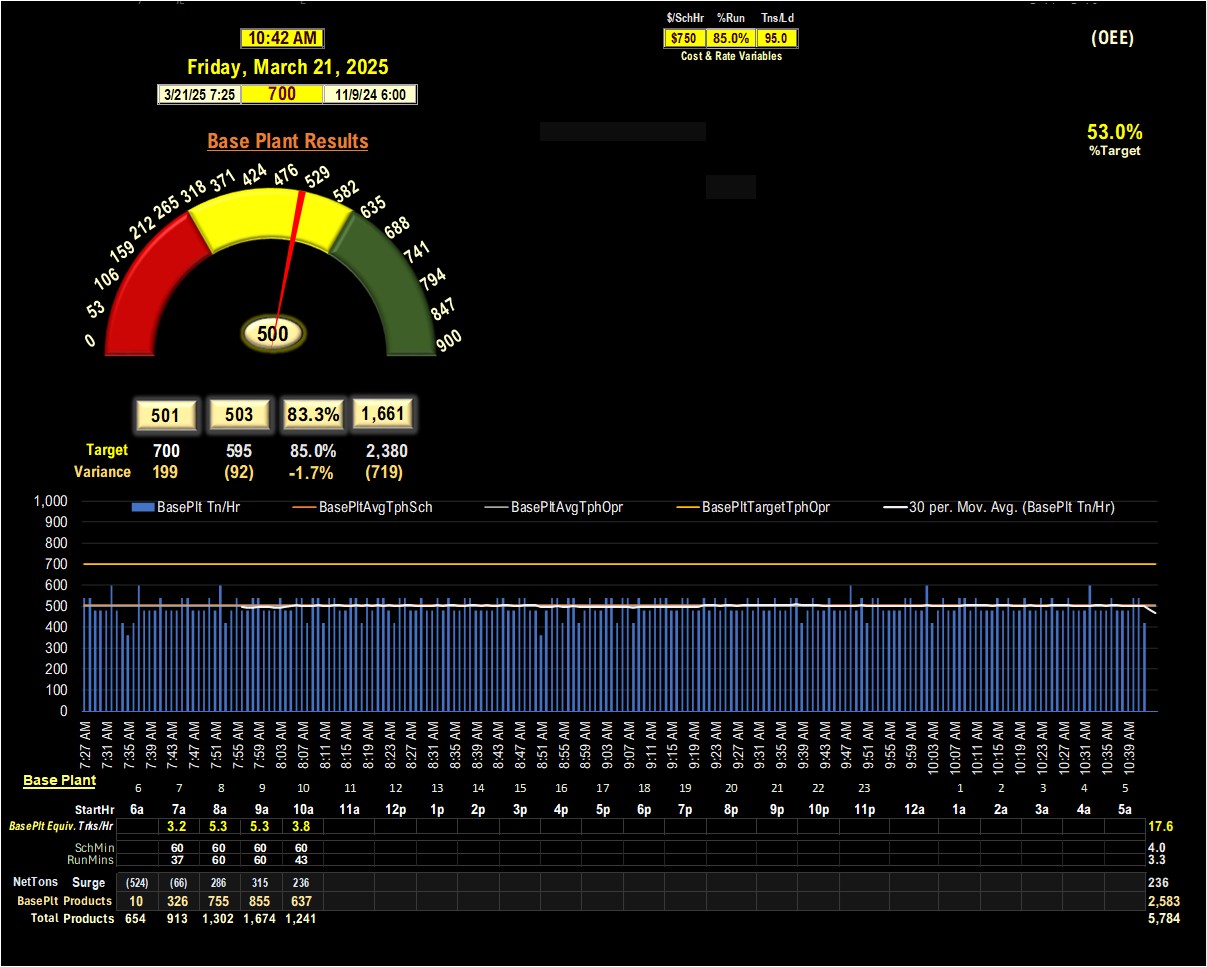 $/SchHr %Run Tns/Ld
10:42 AM $750 85.0% 95.0 (OEE)
Cost & Rate Variables
Friday, March 21, 2025
3/21/25 7:25 700 11/9/24 6:00
53.0%
Base Plant Results
%Target
0 53 106 159 212 265 318 371 424 476 529 582 635 688 741 794 847 900
500
501 503 83.3% 1,661
Target 700 595 85.0% 2,380
Variance 199 (92) -1.7% (719)
BasePlt Tn/Hr BasePltAvgTphSch BasePltAvgTphOpr BasePltTargetTphOpr 30 per. Mov. Avg. (BasePlt Tn/Hr)
1,000
900
800
700
600
500
400
300
200
100
0
7:27 AM 7:31 AM 7:35 AM 7:39 AM 7:43 AM 7:47 AM 7:51 AM 7:55 AM 7:59 AM 8:03 AM 8:07 AM 8:11 AM 8:15 AM 8:19 AM 8:23 AM 8:27 AM 8:31 AM 8:35 AM 8:39 AM 8:43 AM 8:47 AM 8:51 AM 8:55 AM 8:59 AM 9:03 AM 9:07 AM 9:11 AM 9:15 AM 9:19 AM 9:23 AM 9:27 AM 9:31 AM 9:35 AM 9:39 AM 9:43 AM 9:47 AM 9:51 AM 9:55 AM 9:59 AM 10:03 AM 10:07 AM 10:11 AM 10:15 AM 10:19 AM 10:23 AM 10:27 AM 10:31 AM 10:35 AM 10:39 AM
Base Plant
6 7 8 9 10 11 12 13 14 15 16 17 18 19 20 21 22 23 1 2 3 4 5
StartHr 6a 7a 8a 9a 10a 11a 12p 1p 2p 3p 4p 5p 6p 7p 8p 9p 10p 11p 12a 1a 2a 3a 4a 5a
BasePlt Equiv. Trks/Hr 3.2 5.3 5.3 3.8 17.6
SchMin 60 60 60 60 4.0
RunMins 37 60 60 43 3.3
NetTons Surge (524) (66) 286 315 236 236
BasePlt Products 10 326 755 855 637 2,583
Total Products 654 913 1,302 1,674 1,241 5,784